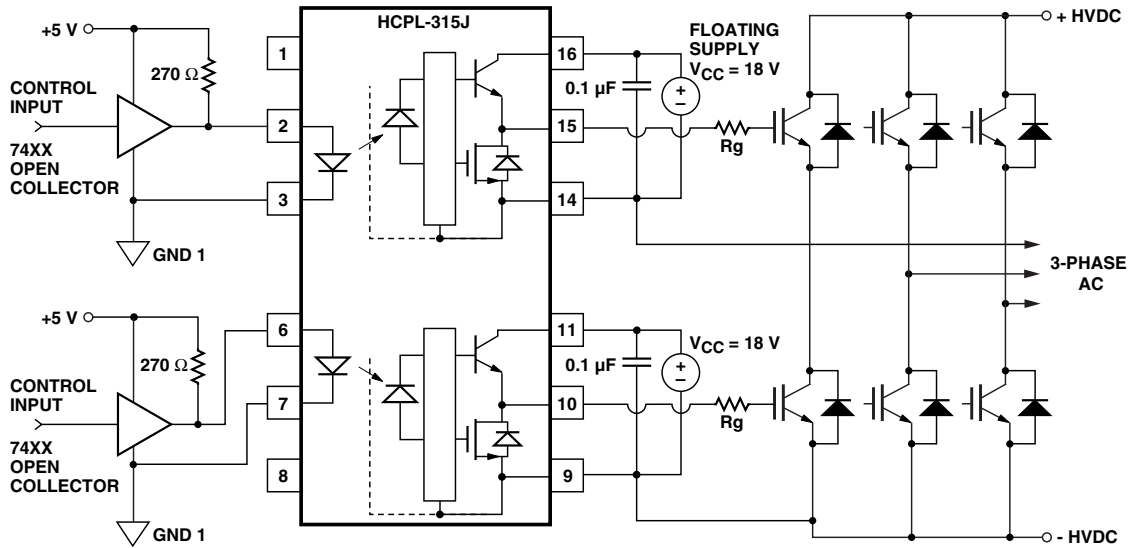 HCPL-315J
+5 V
270 Ω
CONTROL
INPUT
74XX
OPEN
COLLECTOR
GND 1
1
2
3
16
15
14
0.1 µF
FLOATING
SUPPLY
VCC = 18 V
+
−
Rg
+ HVDC
3-PHASE
AC
+5 V
270 Ω
CONTROL
INPUT
74XX
OPEN
COLLECTOR
GND 1
6
7
8
11
10
9
0.1 µF
VCC = 18 V
+
−
Rg
- HVDC